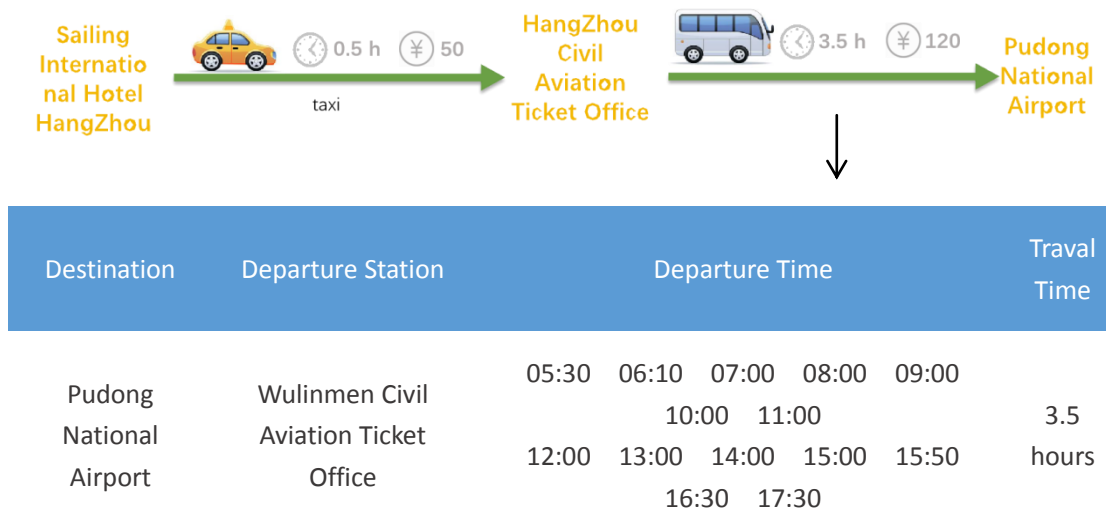 Sailing
Internatio
nal Hotel
HangZhou
0.5 h ¥ 50
taxi
HangZhou
Civil
Aviation
Ticket Office
3.5 h ¥ 120
Pudong
National
Airport
Destination
Departure Station
Departure Time
Traval
Time
Pudong
National
Airport
Wulinmen Civil
Aviation Ticket
Office
05:30 06:10 07:00 08:00 09:00
10:00 11:00
12:00 13:00 14:00 15:00 15:50
16:30 17:30
3.5
hours